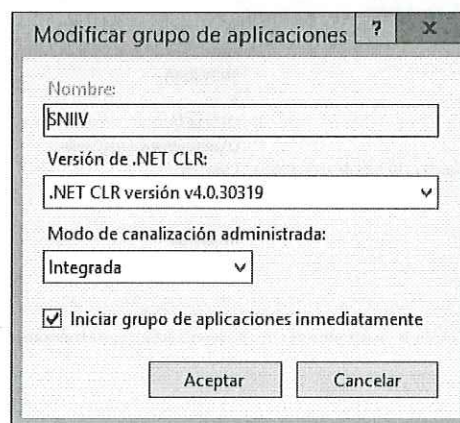 Modificar grupo de aplicaciones ? x
Nombre:
SNIIV
Versión de .NET CLR:
.NET CLR versión v4.0.30319
Modo de canalización administrada:
Integrada
Iniciar grupo de aplicaciones inmediatamente
Aceptar Cancelar